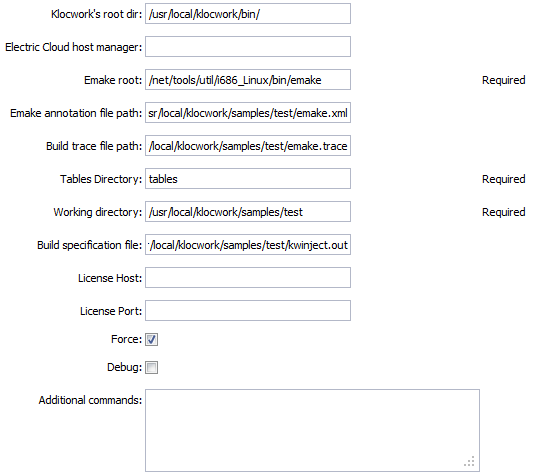 Klocwork's root dir: /usr/local/klocwork/bin/
Electric Cloud host manager:
Emake root: /net/tools/util/i686_Linux/bin/emake Required
Emake annotation file path: sr/local/klocwork/samples/test/emake.xml
Build trace file path: /local/klocwork/samples/test/emake.trace
Tables Directory: tables Required
Working directory: /usr/local/klocwork/samples/test Required
Build specification file: /local/klocwork/samples/test/kwinject.out
License Host:
License Port:
Force:
Debug:
Additional commands: